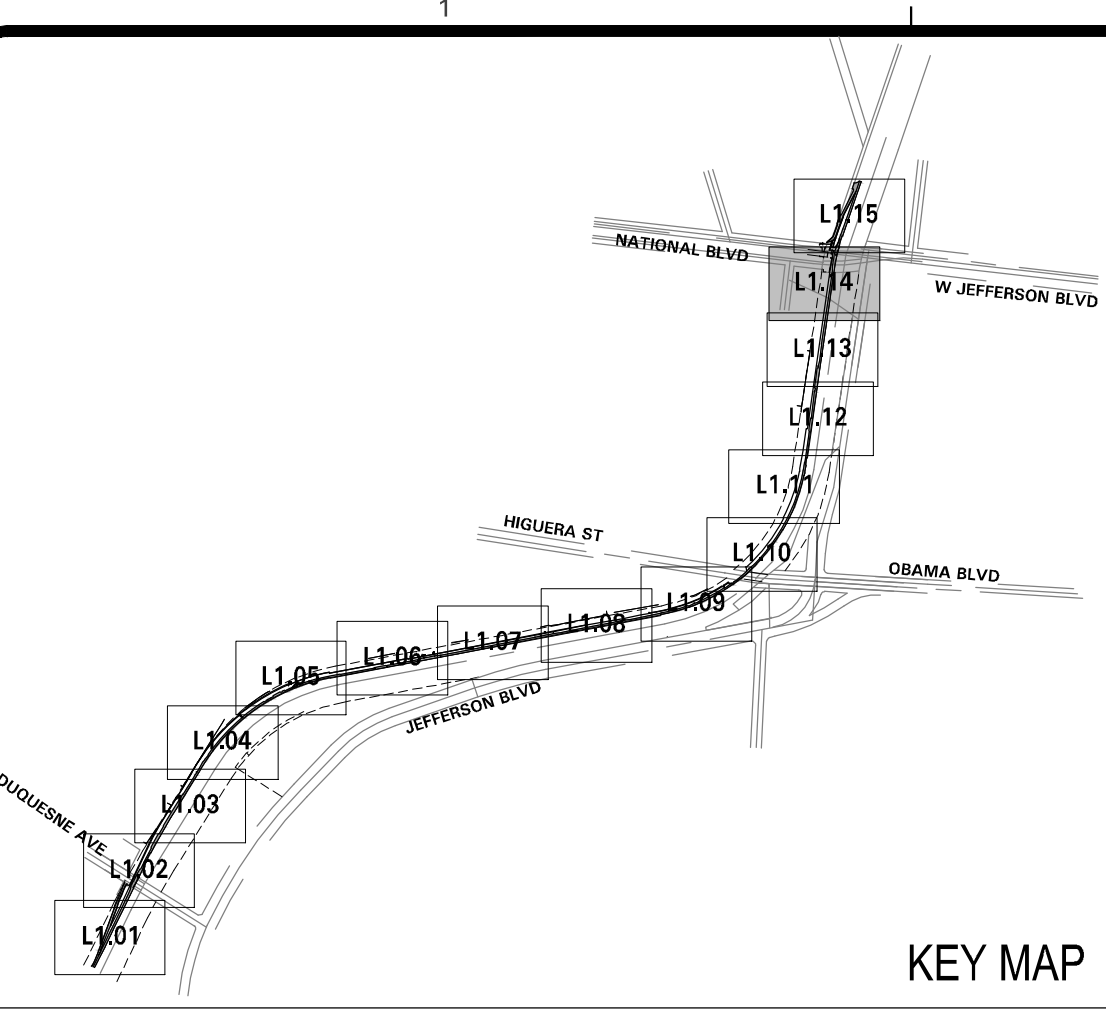 1
L1.15
NATIONAL BLVD
L1.14
W JEFFERSON BLVD
L1.13
L1.12
L1.11
HIGUERA ST
L1.10
OBAMA BLVD
L1.09
L1.08
L1.07
L1.06
L1.05
JEFFERSON BLVD
L1.04
L1.03
DUQUESNE AVE
L1.02
L1.01
KEY MAP